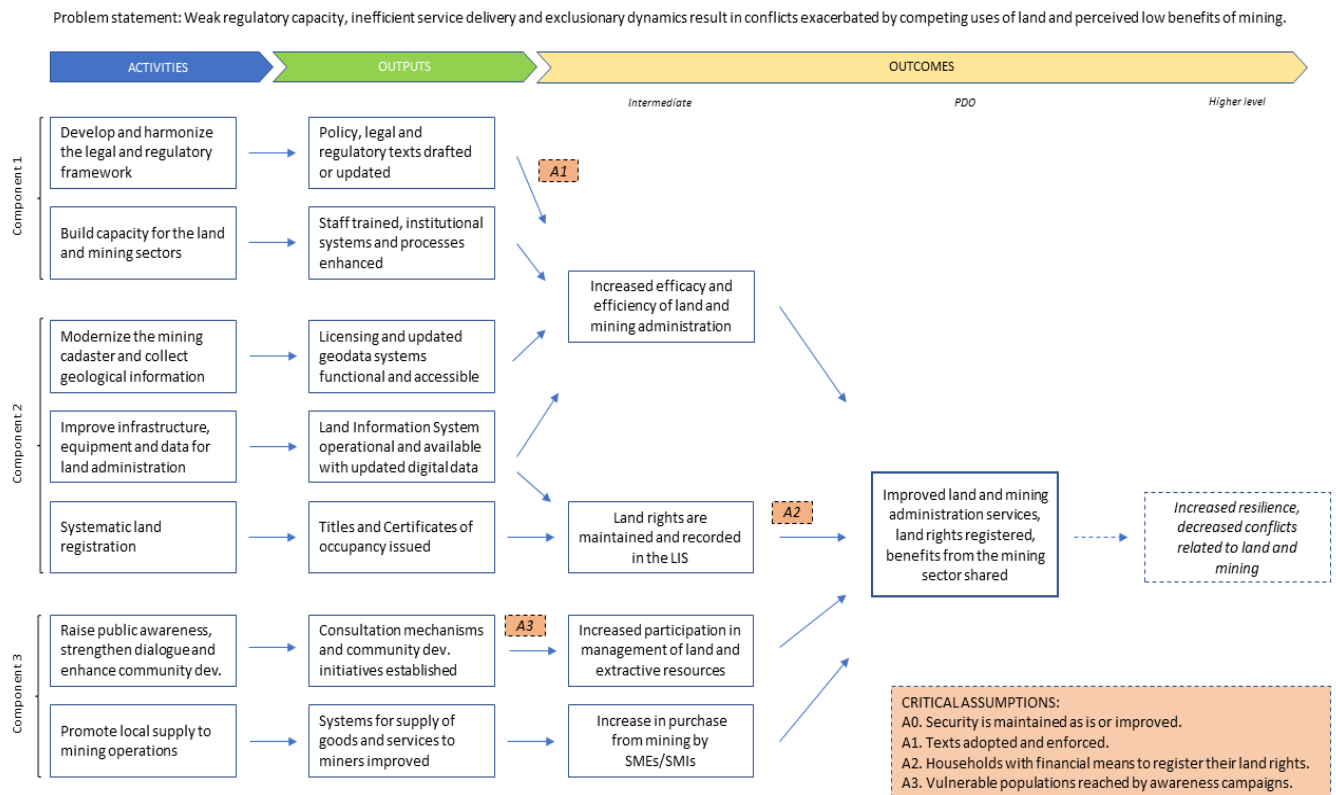 Problem statement: Weak regulatory capacity, inefficient service delivery and exclusionary dynamics result in conflicts exacerbated by competing uses of land and perceived low benefits of mining.
ACTIVITIES
OUTPUTS
OUTCOMES
Intermediate
PDO
Higher level
Component 1
Develop and harmonize
the legal and regulatory
framework
Policy, legal and
regulatory texts drafted
or updated
A1
Build capacity for the land
and mining sectors
Staff trained, institutional
systems and processes
enhanced
Increased efficacy and
efficiency of land and
mining administration
Component 2
Modernize the mining
cadaster and collect
geological information
Licensing and updated
geodata systems
functional and accessible
Improve infrastructure,
equipment and data for
land administration
Land Information System
operational and available
with updated digital data
Systematic land
registration
Titles and Certificates of
occupancy issued
Land rights are
maintained and recorded
in the LIS
A2
Improved land and mining
administration services,
land rights registered,
benefits from the mining
sector shared
Increased resilience,
decreased conflicts
related to land and
mining
Component 3
Raise public awareness,
strengthen dialogue and
enhance community dev.
Consultation mechanisms
and community dev.
initiatives established
A3
Increased participation in
management of land and
extractive resources
Promote local supply to
mining operations
Systems for supply of
goods and services to
miners improved
Increase in purchase
from mining by
SMEs/SMIs
CRITICAL ASSUMPTIONS:
A0. Security is maintained as is or improved.
A1. Texts adopted and enforced.
A2. Households with financial means to register their land rights.
A3. Vulnerable populations reached by awareness campaigns.